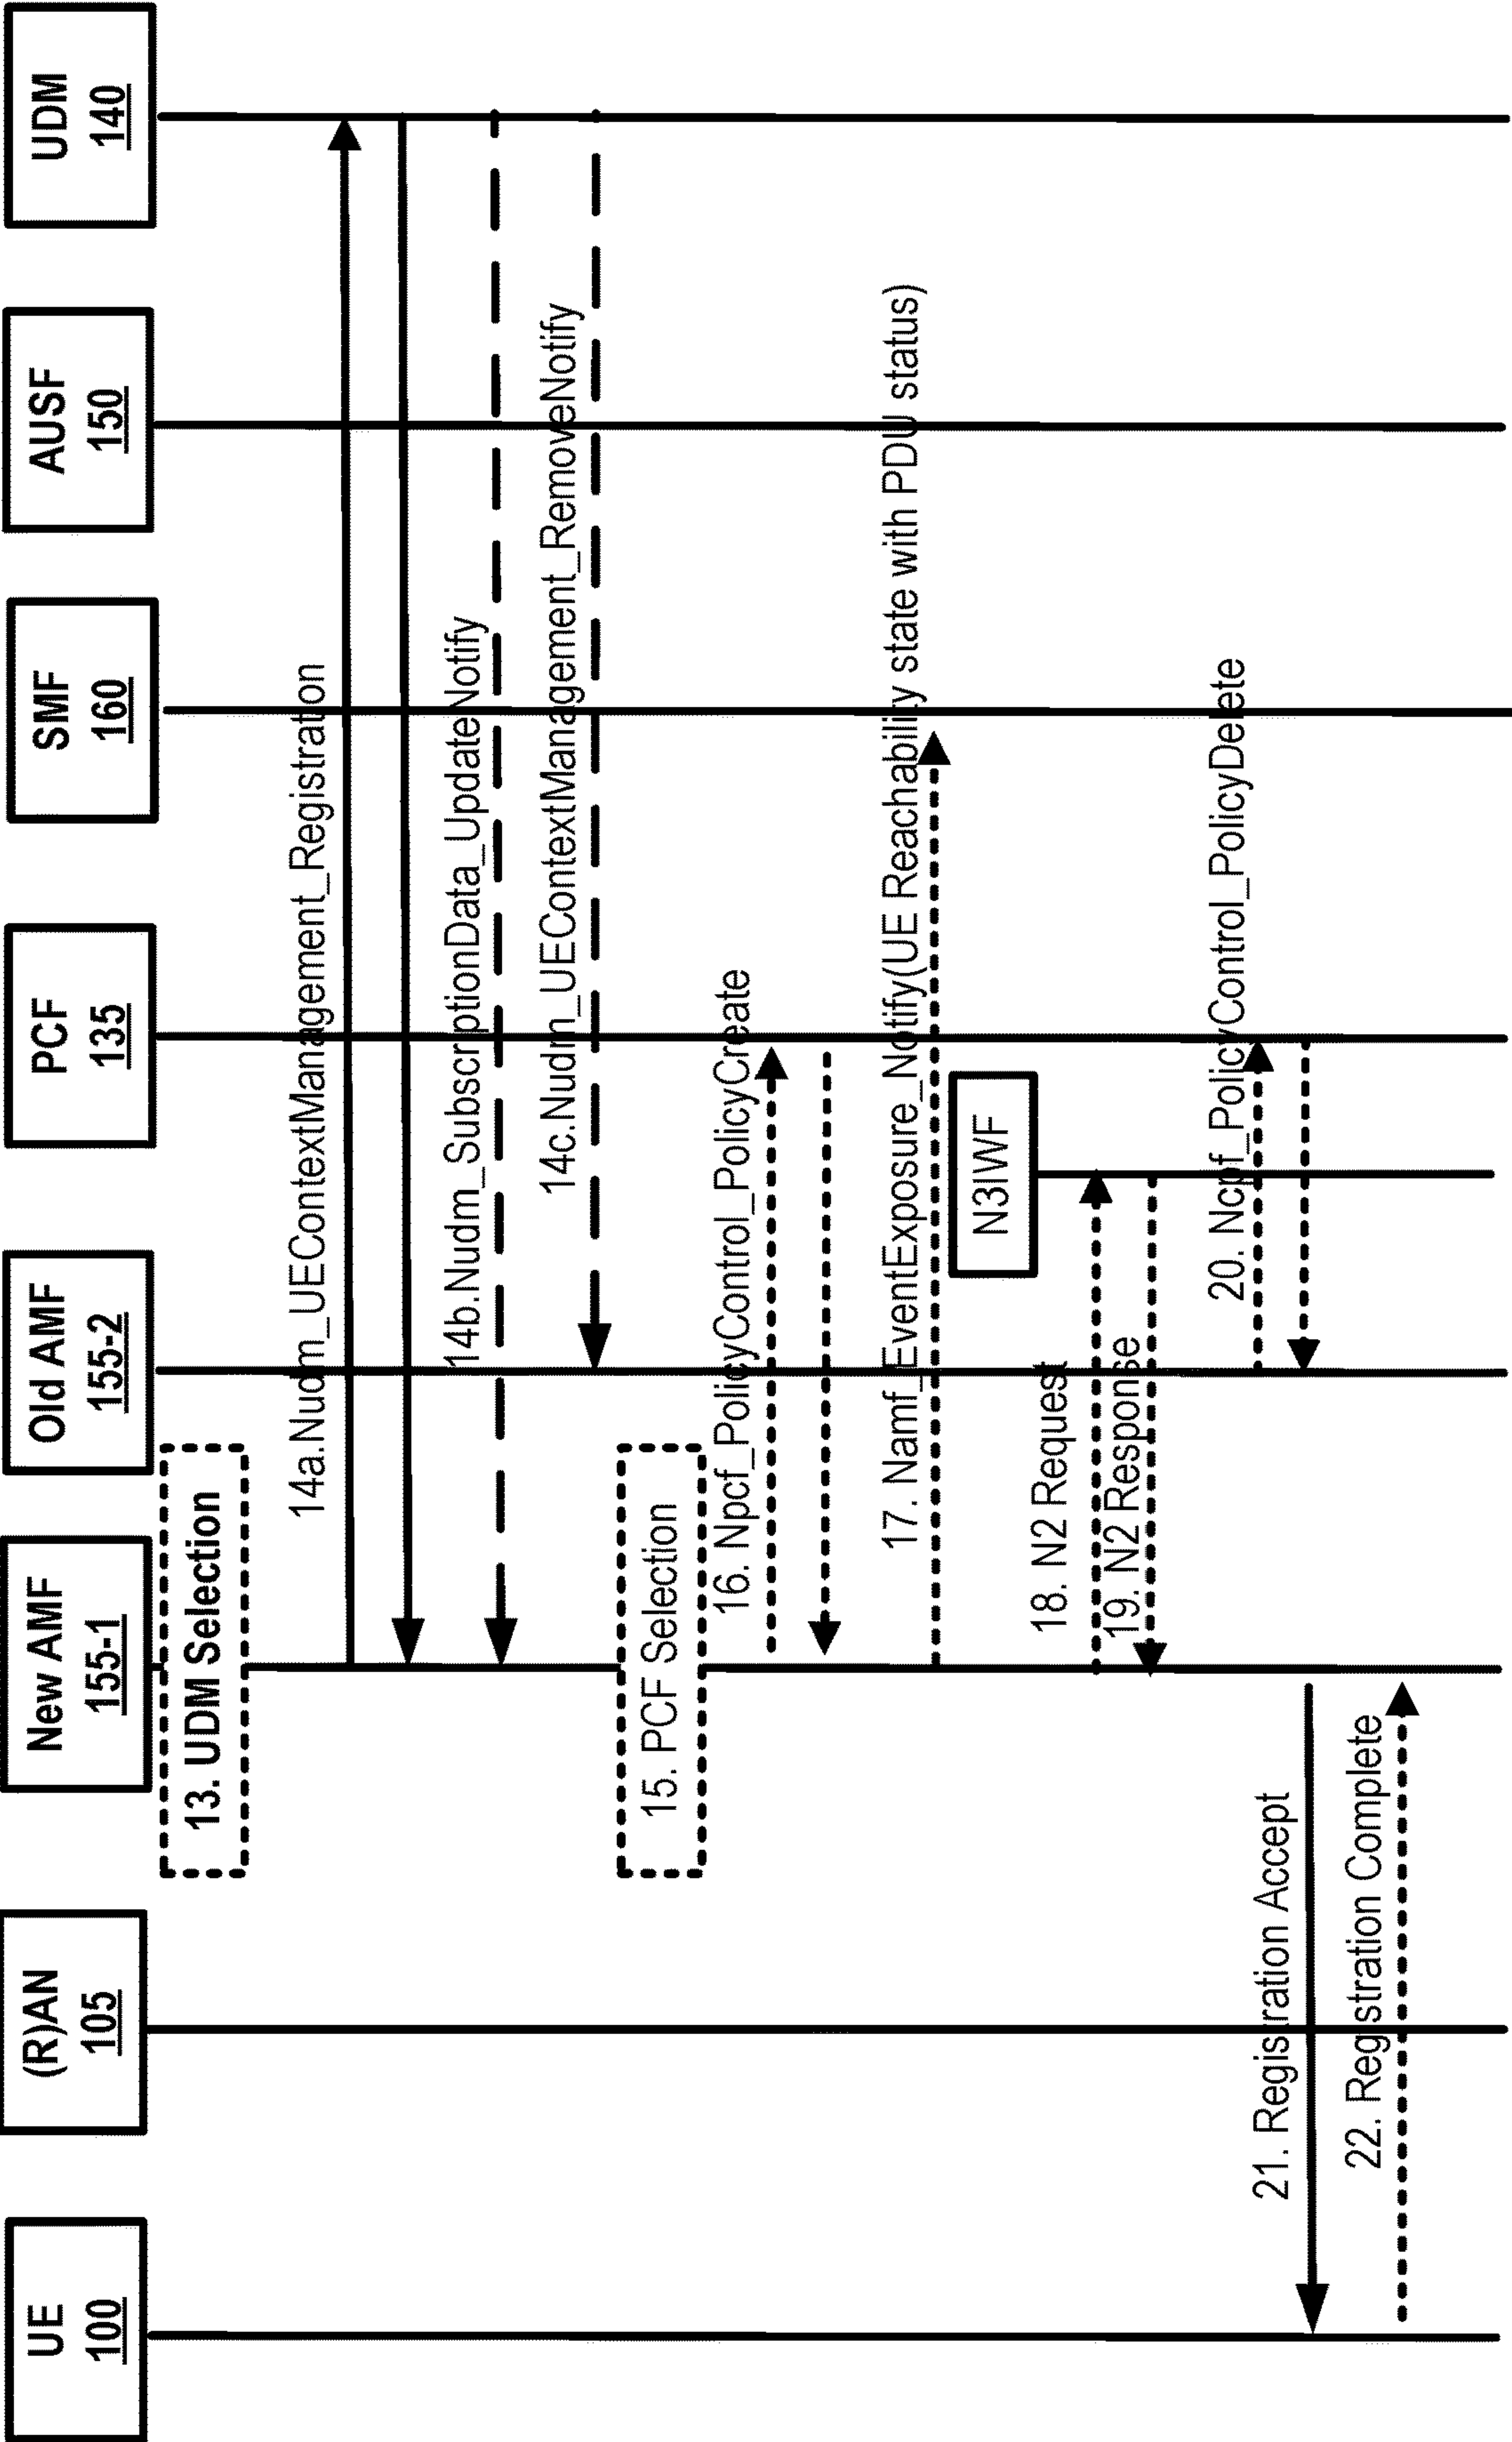 UE
100
(R)AN
105
New AMF
155-1
Old AMF
155-2
PCF
135
SMF
160
AUSF
150
UDM
140
13. UDM Selection
14a.Nudm_UEContextManagement_Registration
14b.Nudm_SubscriptionData_UpdateNotify
14c.Nudm_UEContextManagement_RemoveNotify
15. PCF Selection
16. Npcf_PolicyControl_PolicyCreate
17. Namf_EventExposure_Notify(UE Reachability state with PDU status)
N3IWF
18. N2 Request
19. N2 Response
20. Ncpf_PolicyControl_PolicyDelete
21. Registration Accept
22. Registration Complete